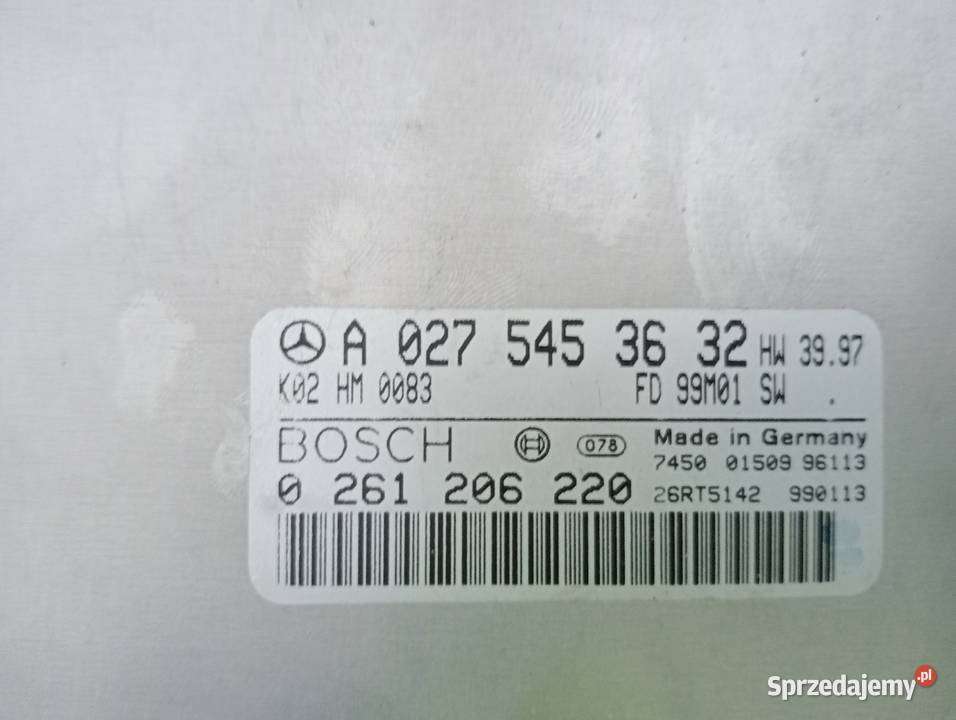 A 027 545 36 32 HW 39.97
K02 HM 0083 FD 99M01 SW .
BOSCH 078 Made in Germany
7450 01509 96113
0 261 206 220 26RT5142 990113
Sprzedajemy.pl